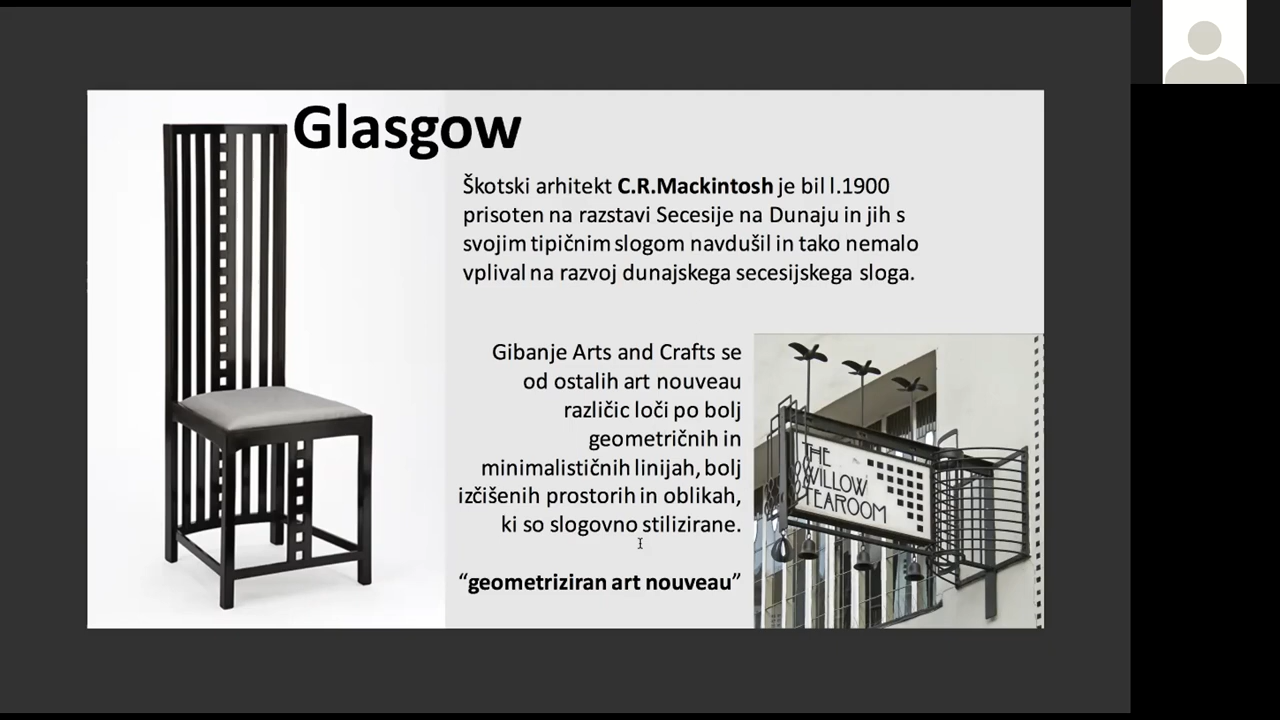 Glasgow
Škotski arhitekt C.R.Mackintosh je bil l.1900
prisoten na razstavi Secesije na Dunaju in jih s
svojim tipičnim slogom navdušil in tako nemalo
vplival na razvoj dunajskega secesijskega sloga.
Gibanje Arts and Crafts se
od ostalih art nouveau
različic loči po bolj
geometričnih in
minimalističnih linijah, bolj
izčišenih prostorih in oblikah,
ki so slogovno stilizirane.
“geometriziran art nouveau”
THE
WILLOW
TEAROOM